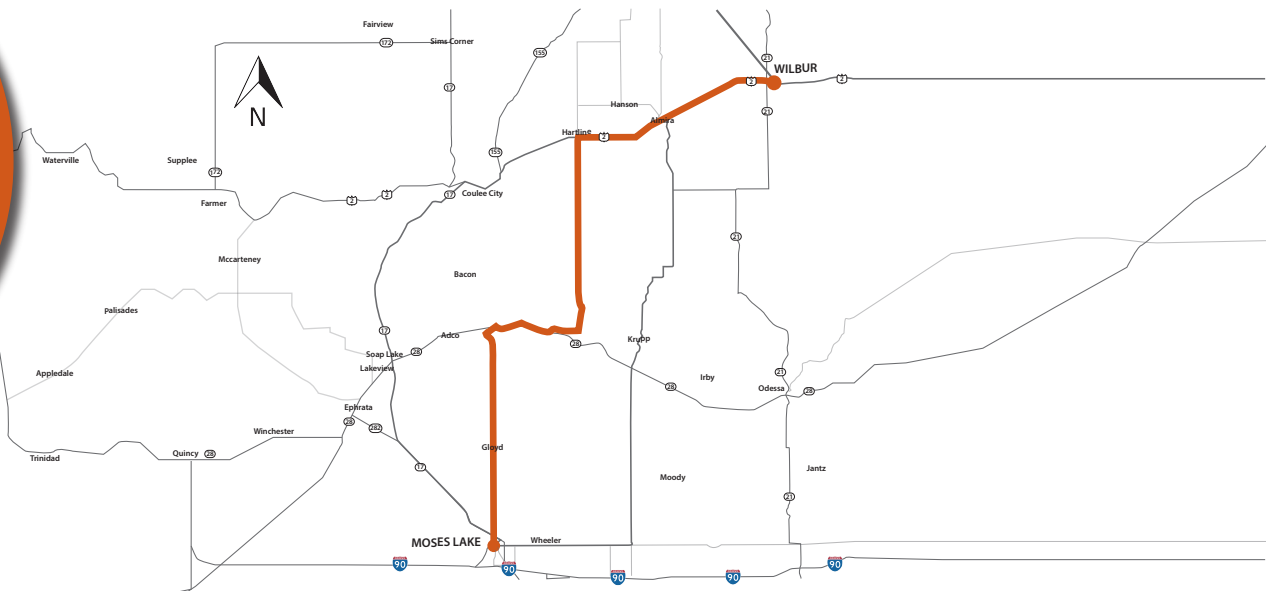 Fairview
172
Sims Corner
155
21
WILBUR
2
2
17
N
Hanson
21
Almira
Hartline
2
155
Waterville
Supplee
172
Farmer
2
2
17
Coulee City
21
Mccarteney
Bacon
Palisades
17
Adco
28
Krupp
Soap Lake
28
Lakeview
Appledale
28
Irby
21
Odessa
28
Ephrata
28
282
Winchester
Gloyd
Quincy
28
Trinidad
17
Moody
Jantz
21
MOSES LAKE
Wheeler
90
90
90
90
90